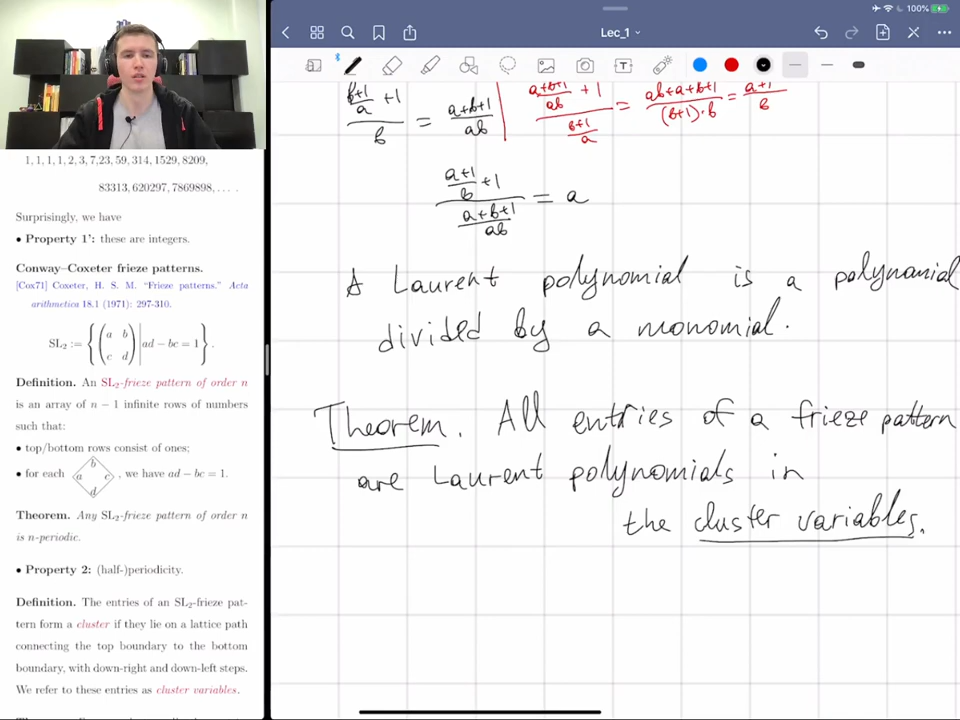 100%
Lec_1
1, 1, 1, 1, 2, 3, 7,23, 59, 314, 1529, 8209,
83313, 620297, 7869898, . . . .
Surprisingly, we have
• Property 1': these are integers.
Conway–Coxeter frieze patterns.
[Cox71] Coxeter, H. S. M. "Frieze patterns." Acta
arithmetica 18.1 (1971): 297-310.
SL₂ := { ( a b c d ) | ad − bc = 1 } .
Definition. An SL₂-frieze pattern of order n
is an array of n − 1 infinite rows of numbers
such that:
• top/bottom rows consist of ones;
• for each a b c d , we have ad − bc = 1.
Theorem. Any SL₂-frieze pattern of order n
is n-periodic.
• Property 2: (half-)periodicity.
Definition. The entries of an SL₂-frieze pat-
tern form a cluster if they lie on a lattice path
connecting the top boundary to the bottom
boundary, with down-right and down-left steps.
We refer to these entries as cluster variables.
((b+1)/a + 1)/b = (a+b+1)/ab | ((a+b+1)/ab + 1)/((b+1)/a) = (ab+a+b+1)/((b+1)·b) = (a+1)/b
((a+1)/b + 1)/((a+b+1)/ab) = a
A Laurent polynomial is a polynomial
divided by a monomial.
Theorem. All entries of a frieze pattern
are Laurent polynomials in
the cluster variables.